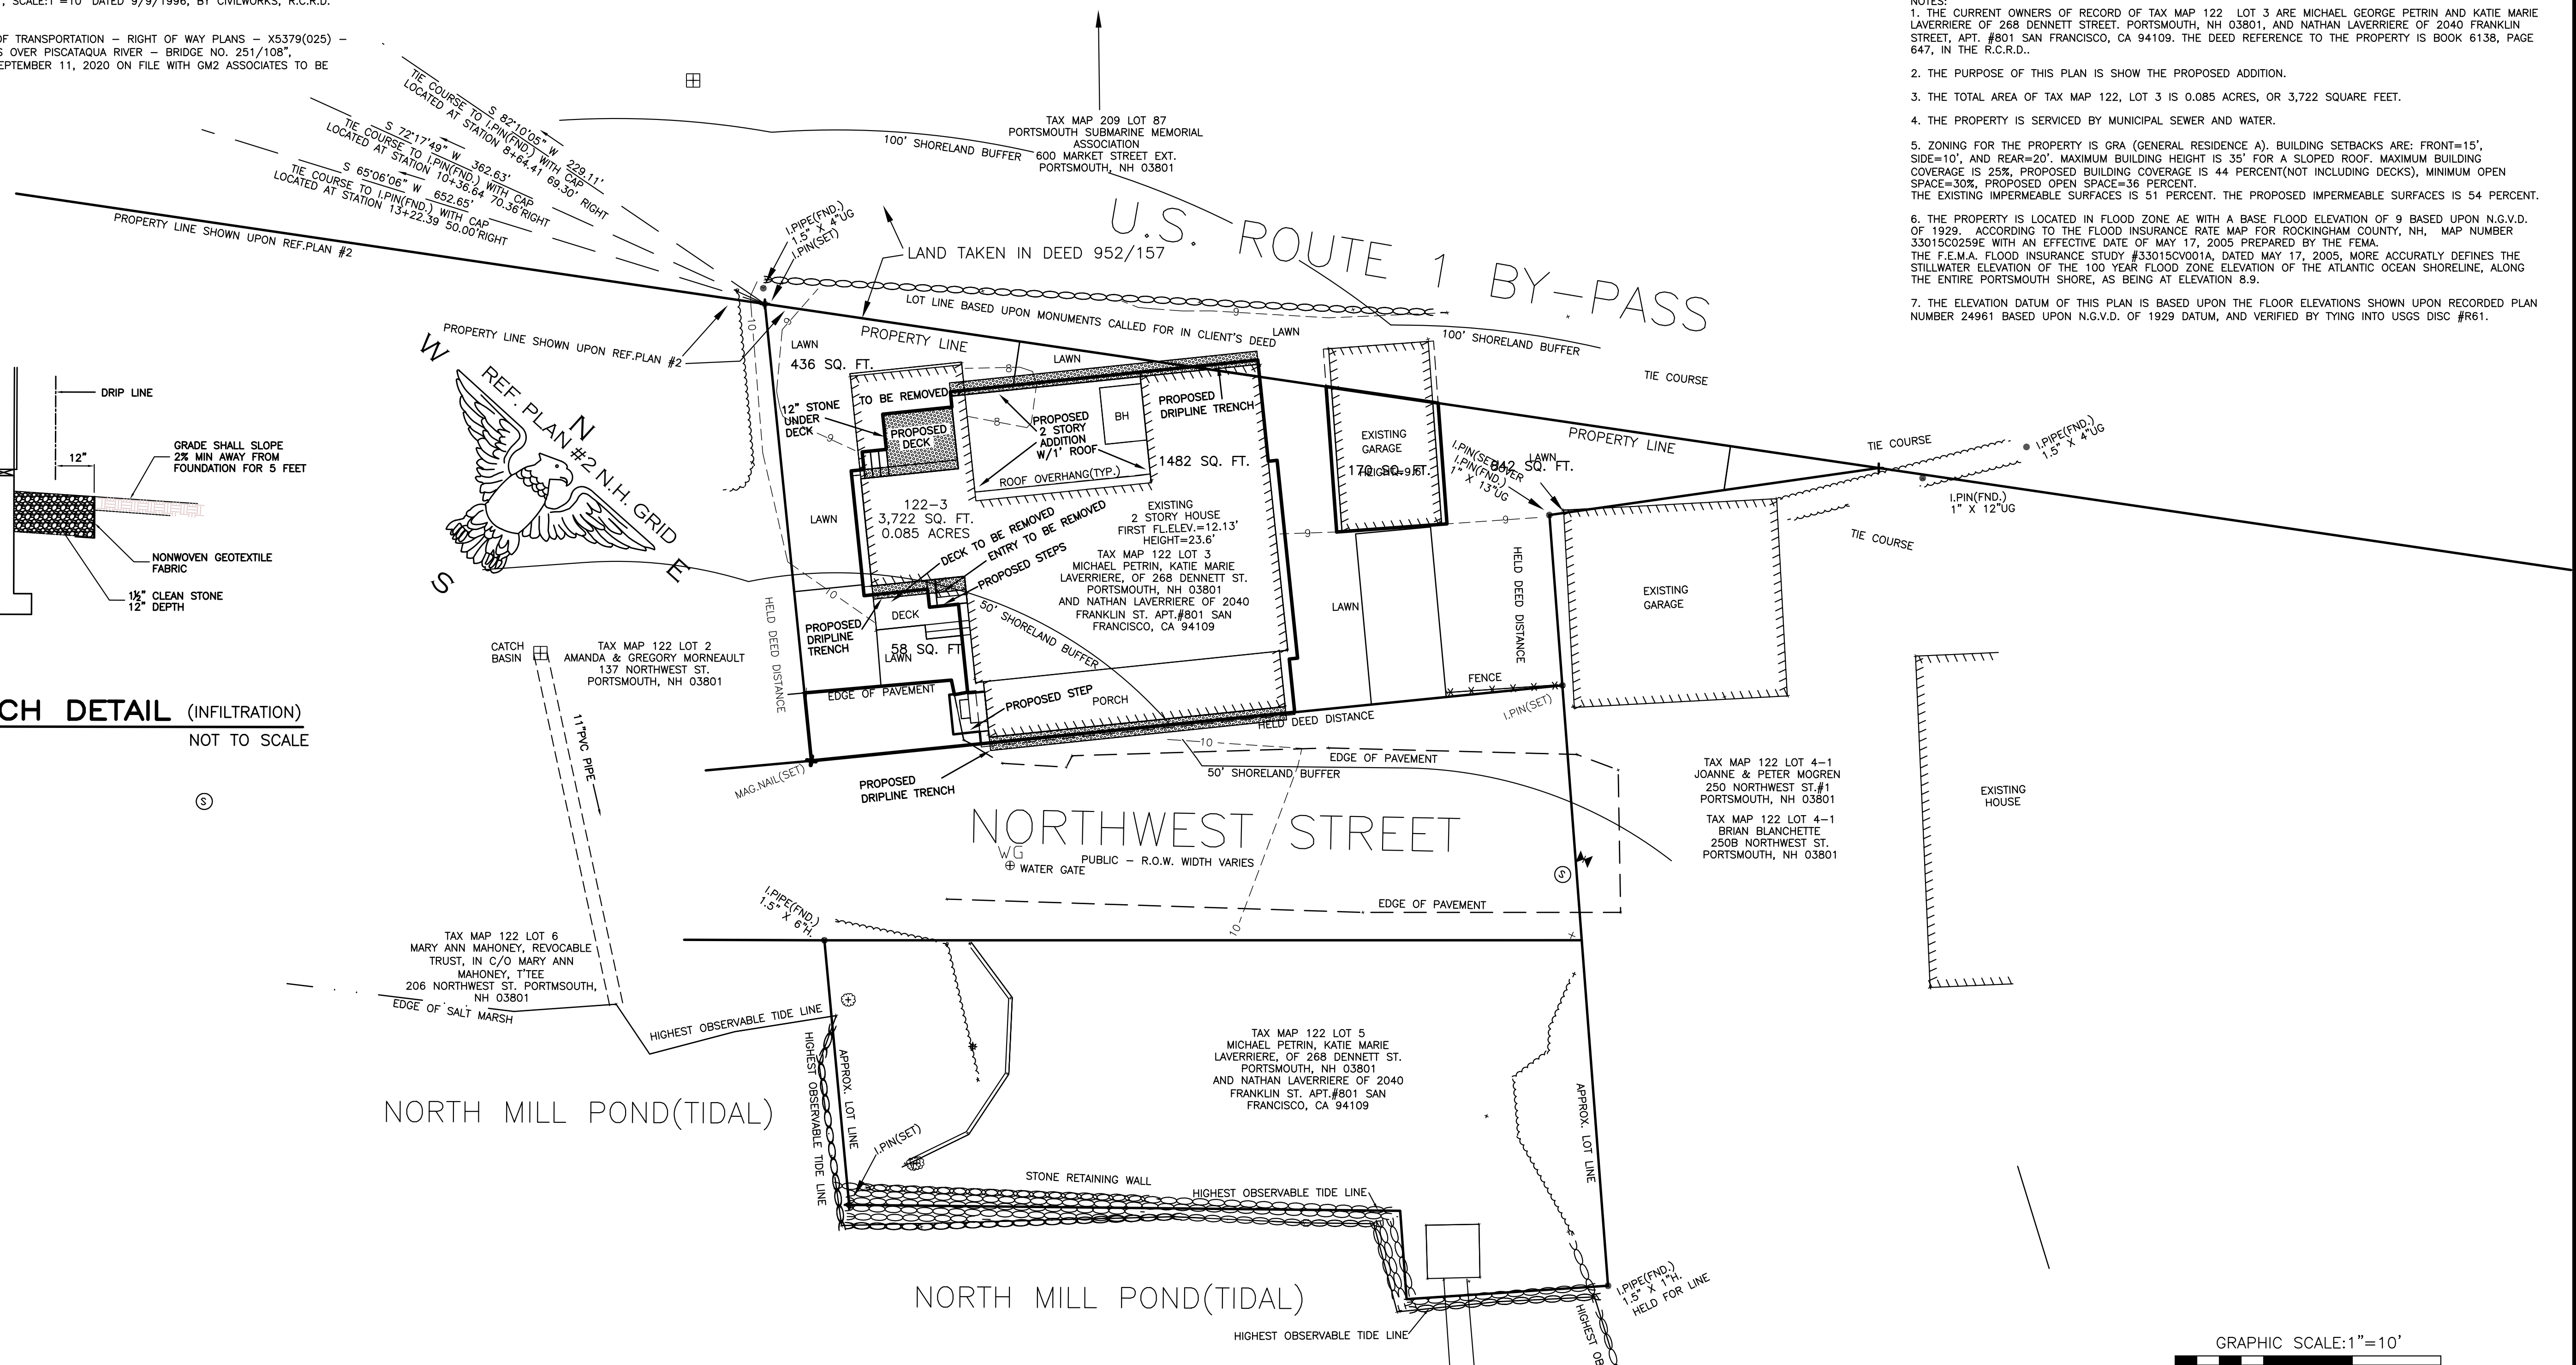 , SCALE:1"=10' DATED 9/9/1996, BY CIVILWORKS, R.C.R.D.
OF TRANSPORTATION – RIGHT OF WAY PLANS – X5379(025) –
S OVER PISCATAQUA RIVER – BRIDGE NO. 251/108",
EPTEMBER 11, 2020 ON FILE WITH GM2 ASSOCIATES TO BE
NOTES:
1. THE CURRENT OWNERS OF RECORD OF TAX MAP 122 LOT 3 ARE MICHAEL GEORGE PETRIN AND KATIE MARIE
LAVERRIERE OF 268 DENNETT STREET. PORTSMOUTH, NH 03801, AND NATHAN LAVERRIERE OF 2040 FRANKLIN
STREET, APT. #801 SAN FRANCISCO, CA 94109. THE DEED REFERENCE TO THE PROPERTY IS BOOK 6138, PAGE
647, IN THE R.C.R.D..
2. THE PURPOSE OF THIS PLAN IS SHOW THE PROPOSED ADDITION.
3. THE TOTAL AREA OF TAX MAP 122, LOT 3 IS 0.085 ACRES, OR 3,722 SQUARE FEET.
4. THE PROPERTY IS SERVICED BY MUNICIPAL SEWER AND WATER.
5. ZONING FOR THE PROPERTY IS GRA (GENERAL RESIDENCE A). BUILDING SETBACKS ARE: FRONT=15',
SIDE=10', AND REAR=20'. MAXIMUM BUILDING HEIGHT IS 35' FOR A SLOPED ROOF. MAXIMUM BUILDING
COVERAGE IS 25%, PROPOSED BUILDING COVERAGE IS 44 PERCENT(NOT INCLUDING DECKS), MINIMUM OPEN
SPACE=30%, PROPOSED OPEN SPACE=36 PERCENT.
THE EXISTING IMPERMEABLE SURFACES IS 51 PERCENT. THE PROPOSED IMPERMEABLE SURFACES IS 54 PERCENT.
6. THE PROPERTY IS LOCATED IN FLOOD ZONE AE WITH A BASE FLOOD ELEVATION OF 9 BASED UPON N.G.V.D.
OF 1929. ACCORDING TO THE FLOOD INSURANCE RATE MAP FOR ROCKINGHAM COUNTY, NH, MAP NUMBER
33015C0259E WITH AN EFFECTIVE DATE OF MAY 17, 2005 PREPARED BY THE FEMA.
THE F.E.M.A. FLOOD INSURANCE STUDY #33015CV001A, DATED MAY 17, 2005, MORE ACCURATLY DEFINES THE
STILLWATER ELEVATION OF THE 100 YEAR FLOOD ZONE ELEVATION OF THE ATLANTIC OCEAN SHORELINE, ALONG
THE ENTIRE PORTSMOUTH SHORE, AS BEING AT ELEVATION 8.9.
7. THE ELEVATION DATUM OF THIS PLAN IS BASED UPON THE FLOOR ELEVATIONS SHOWN UPON RECORDED PLAN
NUMBER 24961 BASED UPON N.G.V.D. OF 1929 DATUM, AND VERIFIED BY TYING INTO USGS DISC #R61.
S 82°10'05" W 229.11'
TIE COURSE TO I.PIN(FND.) WITH CAP
LOCATED AT STATION 8+64.41 69.30' RIGHT
S 72°17'49" W 362.63'
TIE COURSE TO I.PIN(FND.) WITH CAP
LOCATED AT STATION 10+36.64 70.36'RIGHT
S 65°06'06" W 652.65'
TIE COURSE TO I.PIN(FND.) WITH CAP
LOCATED AT STATION 13+22.39 50.00'RIGHT
PROPERTY LINE SHOWN UPON REF.PLAN #2
100' SHORELAND BUFFER
TAX MAP 209 LOT 87
PORTSMOUTH SUBMARINE MEMORIAL
ASSOCIATION
600 MARKET STREET EXT.
PORTSMOUTH, NH 03801
U.S. ROUTE 1 BY–PASS
I.PIPE(FND.)
1.5" X 4"UG
I.PIN(SET)
LAND TAKEN IN DEED 952/157
LOT LINE BASED UPON MONUMENTS CALLED FOR IN CLIENT'S DEED
PROPERTY LINE SHOWN UPON REF.PLAN #2
10
9
LAWN
PROPERTY LINE
LAWN
9
LAWN
100' SHORELAND BUFFER
TIE COURSE
436 SQ. FT.
W
N
S
E
REF. PLAN #2 N.H. GRID
DRIP LINE
12"
GRADE SHALL SLOPE
2% MIN AWAY FROM
FOUNDATION FOR 5 FEET
NONWOVEN GEOTEXTILE
FABRIC
1½" CLEAN STONE
12" DEPTH
CH DETAIL (INFILTRATION)
NOT TO SCALE
8
8
TO BE REMOVED
12" STONE
UNDER
DECK
9
PROPOSED
DECK
PROPOSED
2 STORY
ADDITION
W/1' ROOF
BH
PROPOSED
DRIPLINE TRENCH
1482 SQ. FT.
ROOF OVERHANG(TYP.)
EXISTING
GARAGE
170 SQ. FT.
HEIGHT=9.6'
I.PIN(SET)OVER
I.PIN(FND.)
1" X 13"UG
LAWN
842 SQ. FT.
PROPERTY LINE
TIE COURSE
I.PIPE(FND.)
1.5" X 4"UG
I.PIN(FND.)
1" X 12"UG
TIE COURSE
LAWN
122–3
3,722 SQ. FT.
0.085 ACRES
DECK TO BE REMOVED
ENTRY TO BE REMOVED
PROPOSED STEPS
EXISTING
2 STORY HOUSE
FIRST FL.ELEV.=12.13'
HEIGHT=23.6'
TAX MAP 122 LOT 3
MICHAEL PETRIN, KATIE MARIE
LAVERRIERE, OF 268 DENNETT ST.
PORTSMOUTH, NH 03801
AND NATHAN LAVERRIERE OF 2040
FRANKLIN ST. APT.#801 SAN
FRANCISCO, CA 94109
9
9
LAWN
HELD DEED DISTANCE
EXISTING
GARAGE
10
HELD DEED DISTANCE
DECK
50' SHORELAND BUFFER
PROPOSED
DRIPLINE
TRENCH
58 SQ. FT
LAWN
EDGE OF PAVEMENT
PROPOSED STEP
PORCH
FENCE
HELD DEED DISTANCE
I.PIN(SET)
CATCH
BASIN
TAX MAP 122 LOT 2
AMANDA & GREGORY MORNEAULT
137 NORTHWEST ST.
PORTSMOUTH, NH 03801
11"PVC PIPE
S
MAG.NAIL(SET)
PROPOSED
DRIPLINE TRENCH
10
EDGE OF PAVEMENT
50' SHORELAND BUFFER
NORTHWEST STREET
PUBLIC – R.O.W. WIDTH VARIES
WG
WATER GATE
10
EDGE OF PAVEMENT
S
TAX MAP 122 LOT 4–1
JOANNE & PETER MOGREN
250 NORTHWEST ST.#1
PORTSMOUTH, NH 03801
TAX MAP 122 LOT 4–1
BRIAN BLANCHETTE
250B NORTHWEST ST.
PORTSMOUTH, NH 03801
EXISTING
HOUSE
I.PIPE(FND.)
1.5" X 6"H.
TAX MAP 122 LOT 6
MARY ANN MAHONEY, REVOCABLE
TRUST, IN C/O MARY ANN
MAHONEY, T'TEE
206 NORTHWEST ST. PORTMSOUTH,
NH 03801
EDGE OF SALT MARSH
HIGHEST OBSERVABLE TIDE LINE
HIGHEST OBSERVABLE TIDE LINE
APPROX. LOT LINE
TAX MAP 122 LOT 5
MICHAEL PETRIN, KATIE MARIE
LAVERRIERE, OF 268 DENNETT ST.
PORTSMOUTH, NH 03801
AND NATHAN LAVERRIERE OF 2040
FRANKLIN ST. APT.#801 SAN
FRANCISCO, CA 94109
APPROX. LOT LINE
NORTH MILL POND(TIDAL)
I.PIN(SET)
STONE RETAINING WALL
HIGHEST OBSERVABLE TIDE LINE
NORTH MILL POND(TIDAL)
HIGHEST OBSERVABLE TIDE LINE
I.PIPE(FND.)
1.5" X 1"H.
HELD FOR LINE
HIGHEST OB
GRAPHIC SCALE:1"=10'